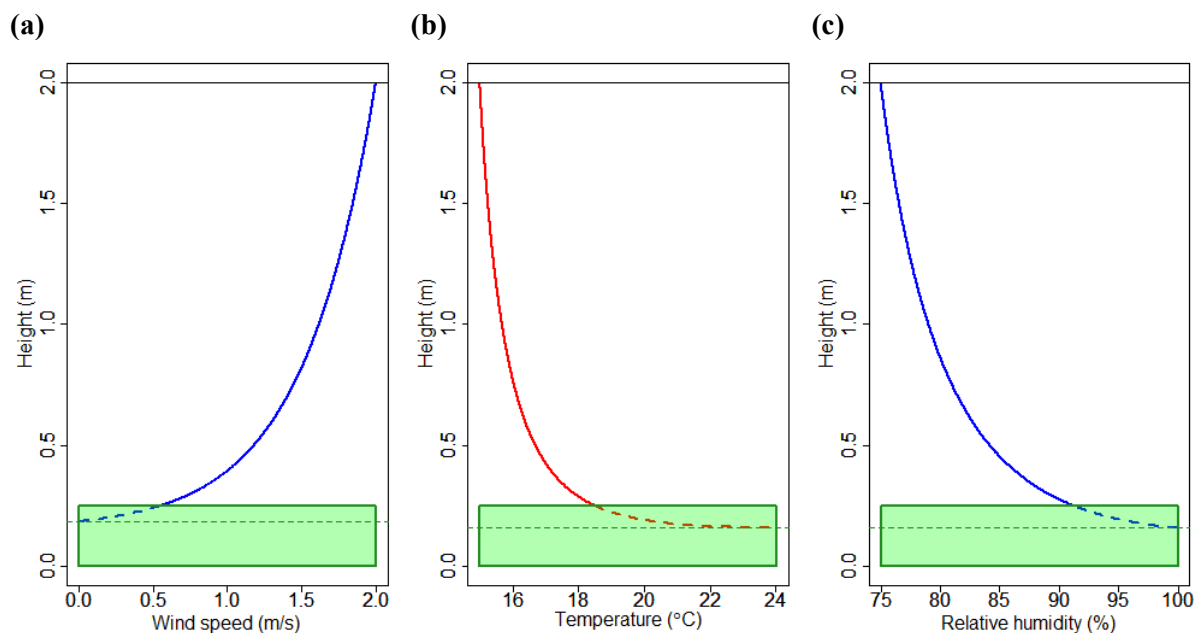 (a)
(b)
(c)
Height (m)
0.0
0.5
1.0
1.5
2.0
0.0 0.5 1.0 1.5 2.0
Wind speed (m/s)
Height (m)
0.0
0.5
1.0
1.5
2.0
16 18 20 22 24
Temperature (°C)
Height (m)
0.0
0.5
1.0
1.5
2.0
75 80 85 90 95 100
Relative humidity (%)